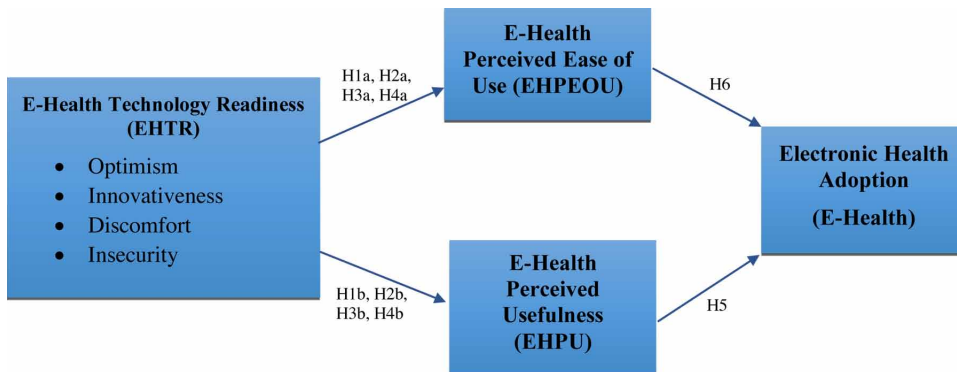 E-Health Technology Readiness
(EHTR)
• Optimism
• Innovativeness
• Discomfort
• Insecurity
H1a, H2a,
H3a, H4a
H1b, H2b,
H3b, H4b
E-Health
Perceived Ease of
Use (EHPEOU)
E-Health
Perceived
Usefulness
(EHPU)
H6
H5
Electronic Health
Adoption
(E-Health)